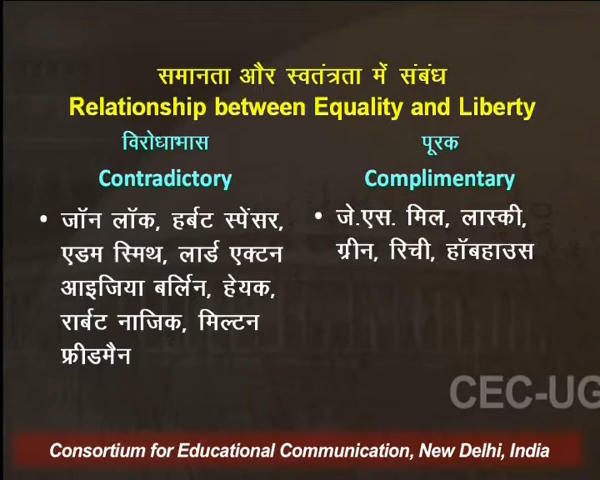 समानता और स्वतंत्रता में संबंध
Relationship between Equality and Liberty
विरोधाभास
Contradictory
• जॉन लॉक, हर्बट स्पेंसर,
एडम स्मिथ, लार्ड एक्टन
आइजिया बर्लिन, हेयक,
रार्बट नाजिक, मिल्टन
फ्रीडमैन
पूरक
Complimentary
• जे.एस. मिल, लास्की,
ग्रीन, रिची, हॉबहाउस
CEC-UG
Consortium for Educational Communication, New Delhi, India